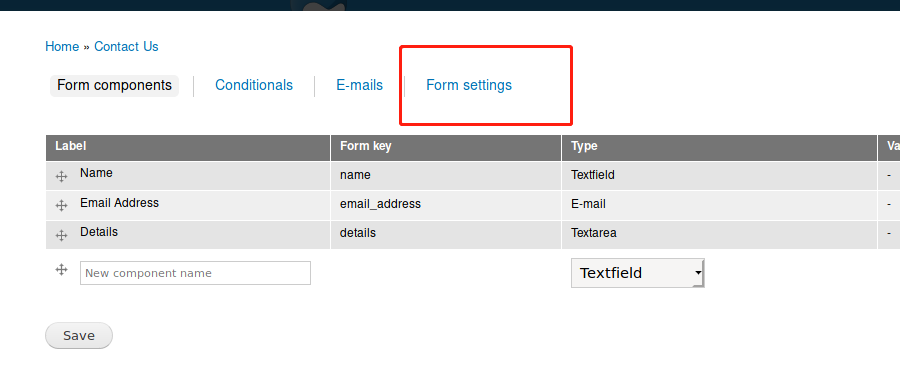 Home » Contact Us
Form components Conditionals E-mails Form settings
Label Form key Type Va
Name name Textfield -
Email Address email_address E-mail -
Details details Textarea -
New component name Textfield
Save